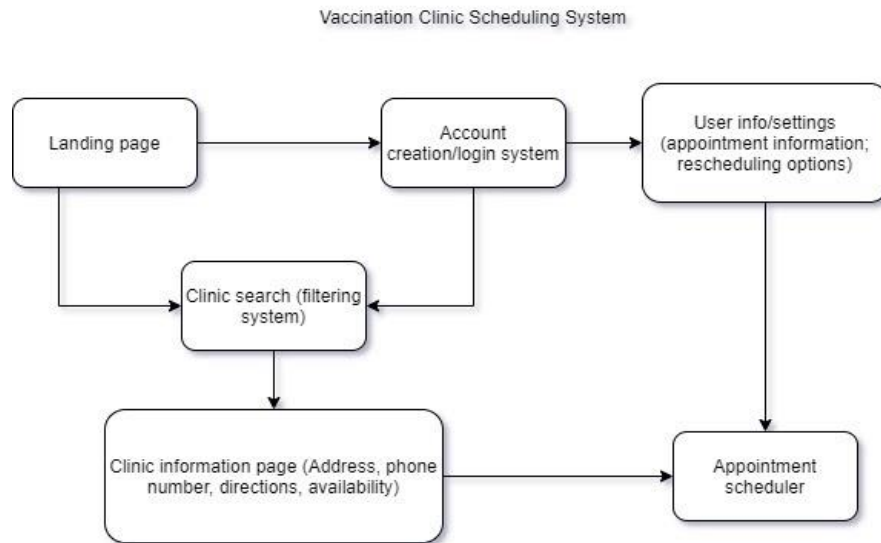 Vaccination Clinic Scheduling System
Landing page
Account
creation/login system
User info/settings
(appointment information;
rescheduling options)
Clinic search (filtering
system)
Clinic information page (Address, phone
number, directions, availability)
Appointment
scheduler